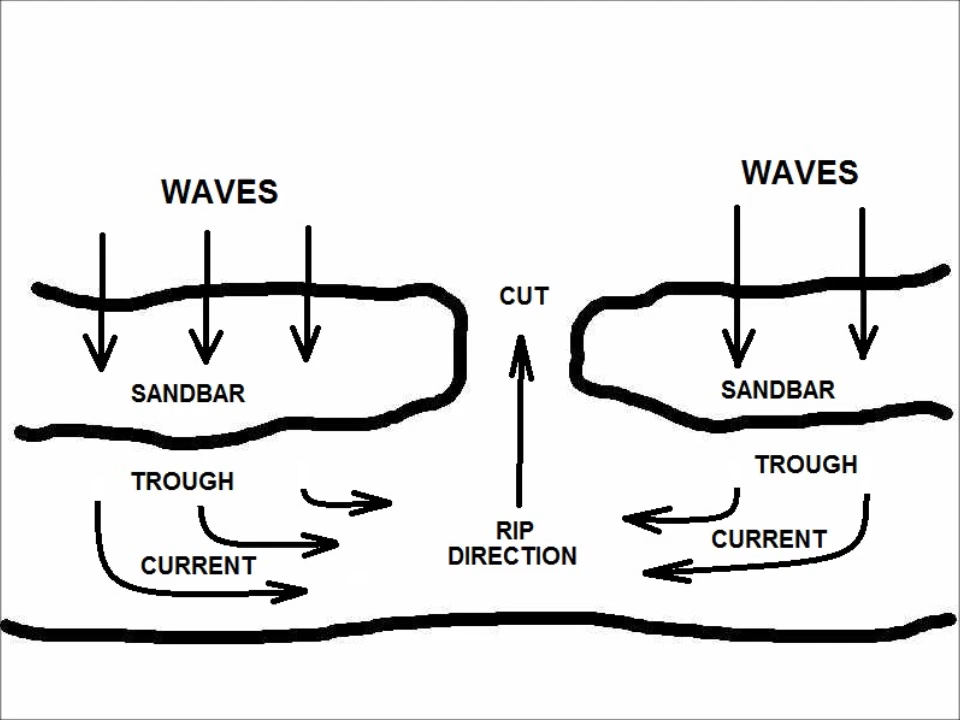 WAVES
WAVES
CUT
SANDBAR
SANDBAR
TROUGH
TROUGH
RIP
DIRECTION
CURRENT
CURRENT